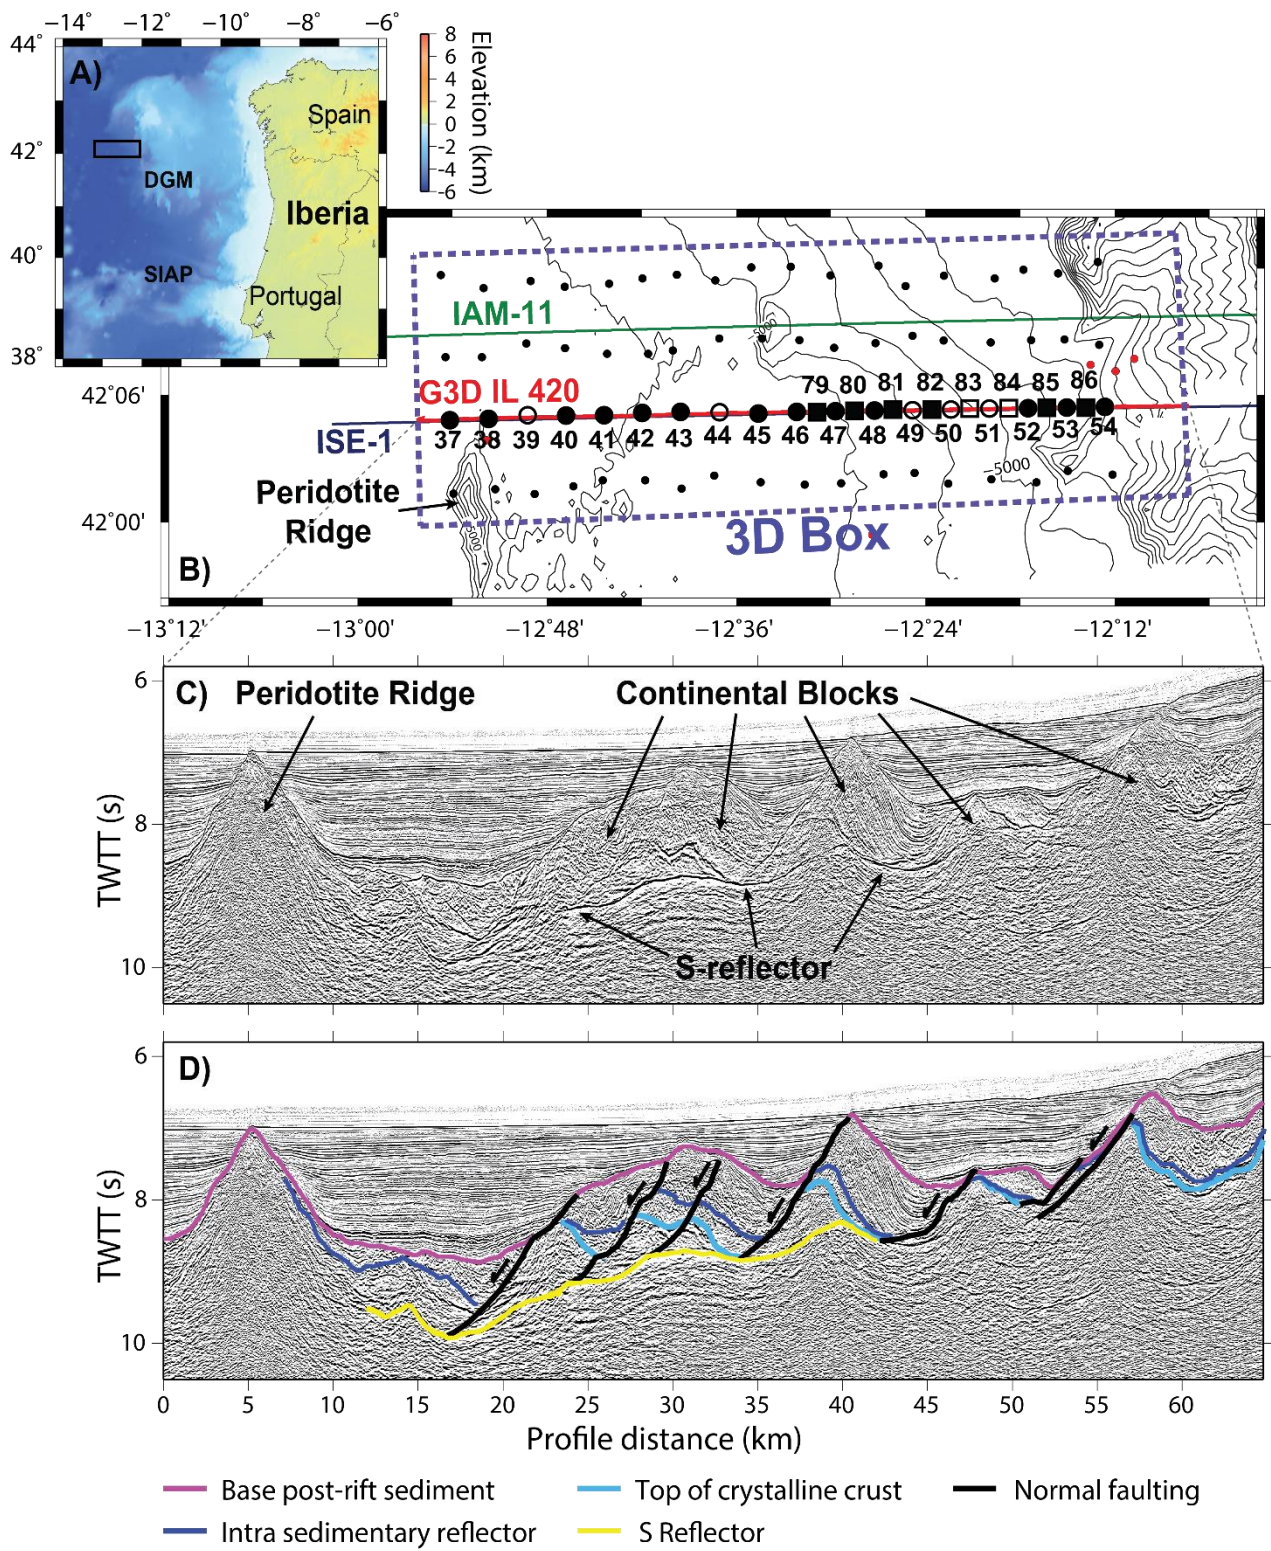 −14° −12° −10° −8° −6°
44°
42°
40°
38°
A)
Spain
DGM
Iberia
SIAP
Portugal
8
6
4
2
0
−2
−4
−6
Elevation (km)
IAM-11
−5000
42°06'
42°00'
G3D IL 420
79 80 81 82 83 84 85 86
ISE-1
37 38 39 40 41 42 43 44 45 46 47 48 49 50 51 52 53 54
−5000
Peridotite
Ridge
5000
3D Box
B)
−13°12' −13°00' −12°48' −12°36' −12°24' −12°12'
C)
Peridotite Ridge
Continental Blocks
S-reflector
TWTT (s)
6
8
10
D)
TWTT (s)
6
8
10
0 5 10 15 20 25 30 35 40 45 50 55 60
Profile distance (km)
Base post-rift sediment
Top of crystalline crust
Normal faulting
Intra sedimentary reflector
S Reflector